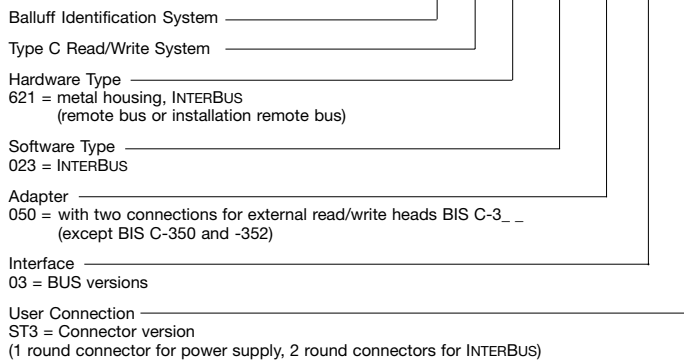 Balluff Identification System
Type C Read/Write System
Hardware Type
621 = metal housing, INTERBUS
(remote bus or installation remote bus)
Software Type
023 = INTERBUS
Adapter
050 = with two connections for external read/write heads BIS C-3_ _
(except BIS C-350 and -352)
Interface
03 = BUS versions
User Connection
ST3 = Connector version
(1 round connector for power supply, 2 round connectors for INTERBUS)